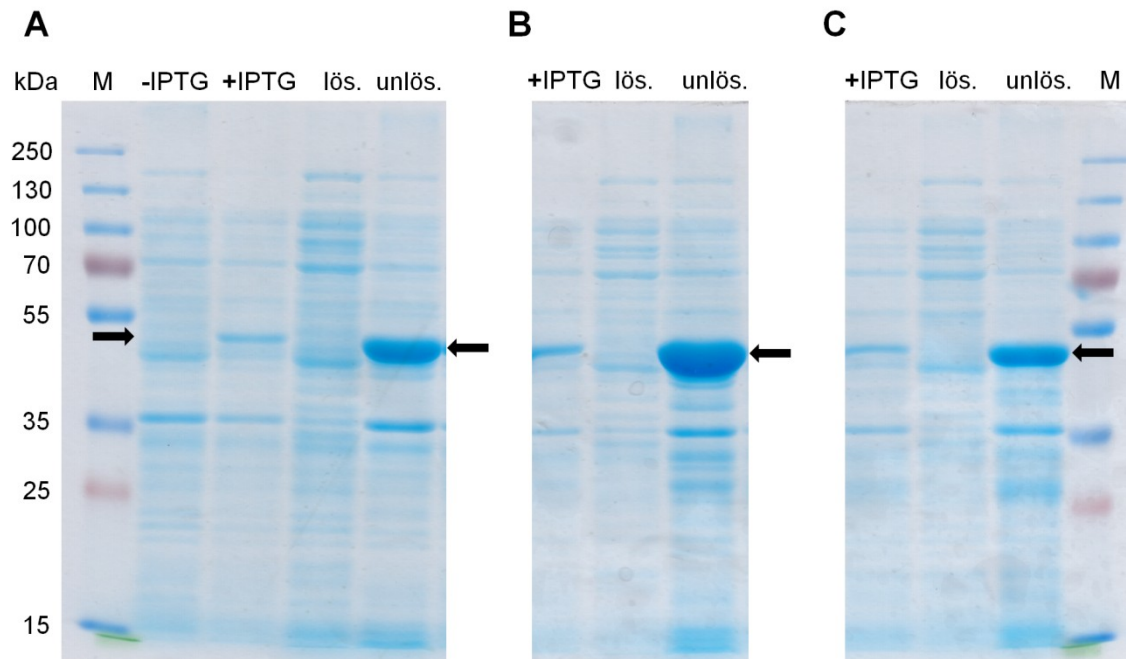 A
B
C
kDa M -IPTG +IPTG lös. unlös.
+IPTG lös. unlös.
+IPTG lös. unlös. M
250
130
100
70
55
35
25
15